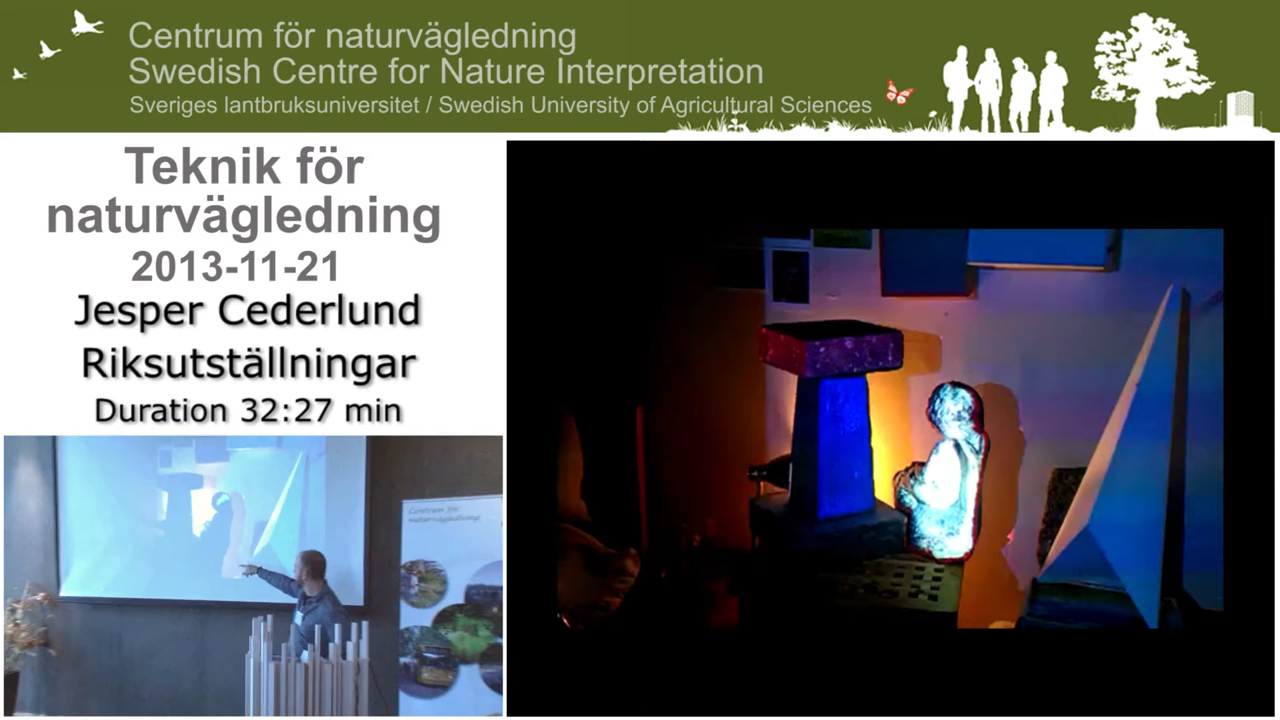 Centrum för naturvägledning
Swedish Centre for Nature Interpretation
Sveriges lantbruksuniversitet / Swedish University of Agricultural Sciences
Teknik för
naturvägledning
2013-11-21
Jesper Cederlund
Riksutställningar
Duration 32:27 min
Centrum för
naturvägledning